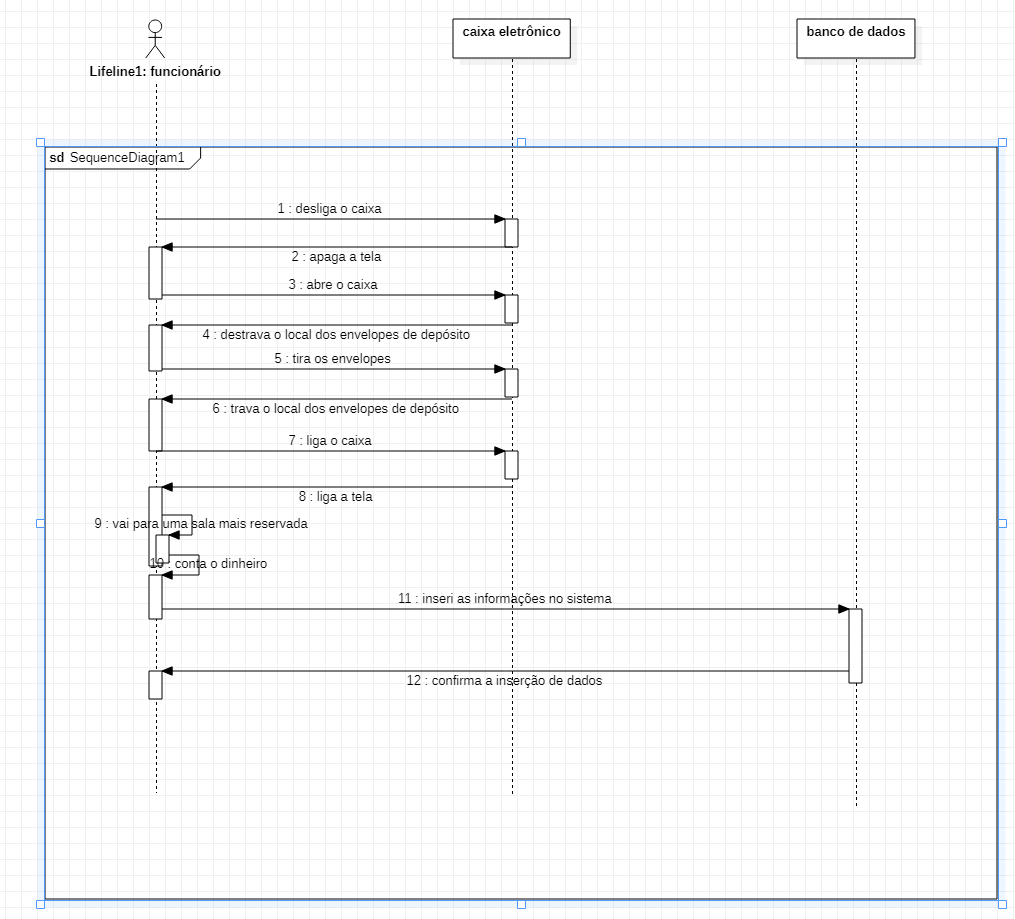 caixa eletrônico
banco de dados
Lifeline1: funcionário
sd SequenceDiagram1
1 : desliga o caixa
2 : apaga a tela
3 : abre o caixa
4 : destrava o local dos envelopes de depósito
5 : tira os envelopes
6 : trava o local dos envelopes de depósito
7 : liga o caixa
8 : liga a tela
9 : vai para uma sala mais reservada
10 : conta o dinheiro
11 : inseri as informações no sistema
12 : confirma a inserção de dados